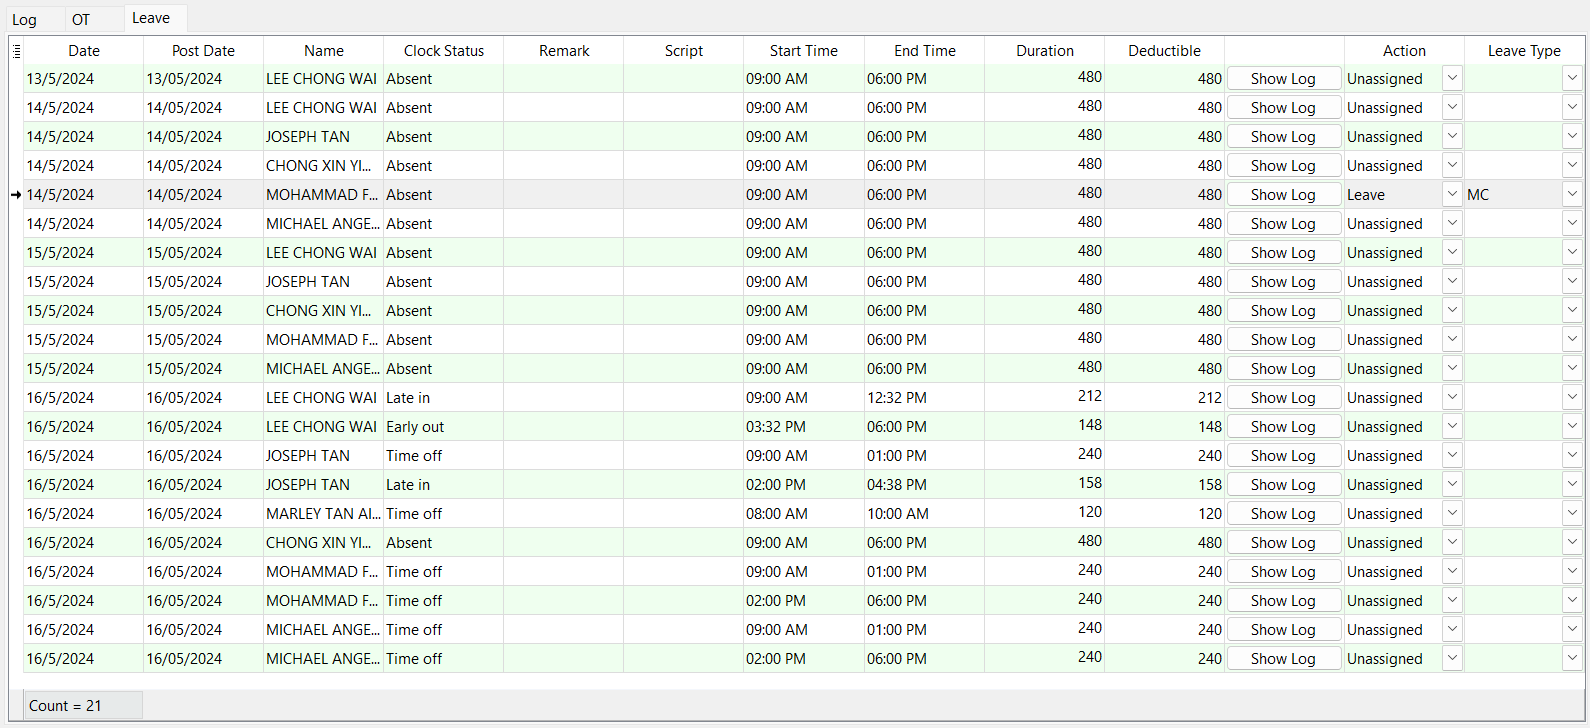 Log OT Leave
Date Post Date Name Clock Status Remark Script Start Time End Time Duration Deductible Action Leave Type
13/5/2024 13/05/2024 LEE CHONG WAI Absent 09:00 AM 06:00 PM 480 480 Show Log Unassigned
14/5/2024 14/05/2024 LEE CHONG WAI Absent 09:00 AM 06:00 PM 480 480 Show Log Unassigned
14/5/2024 14/05/2024 JOSEPH TAN Absent 09:00 AM 06:00 PM 480 480 Show Log Unassigned
14/5/2024 14/05/2024 CHONG XIN YI... Absent 09:00 AM 06:00 PM 480 480 Show Log Unassigned
14/5/2024 14/05/2024 MOHAMMAD F... Absent 09:00 AM 06:00 PM 480 480 Show Log Leave MC
14/5/2024 14/05/2024 MICHAEL ANGE... Absent 09:00 AM 06:00 PM 480 480 Show Log Unassigned
15/5/2024 15/05/2024 LEE CHONG WAI Absent 09:00 AM 06:00 PM 480 480 Show Log Unassigned
15/5/2024 15/05/2024 JOSEPH TAN Absent 09:00 AM 06:00 PM 480 480 Show Log Unassigned
15/5/2024 15/05/2024 CHONG XIN YI... Absent 09:00 AM 06:00 PM 480 480 Show Log Unassigned
15/5/2024 15/05/2024 MOHAMMAD F... Absent 09:00 AM 06:00 PM 480 480 Show Log Unassigned
15/5/2024 15/05/2024 MICHAEL ANGE... Absent 09:00 AM 06:00 PM 480 480 Show Log Unassigned
16/5/2024 16/05/2024 LEE CHONG WAI Late in 09:00 AM 12:32 PM 212 212 Show Log Unassigned
16/5/2024 16/05/2024 LEE CHONG WAI Early out 03:32 PM 06:00 PM 148 148 Show Log Unassigned
16/5/2024 16/05/2024 JOSEPH TAN Time off 09:00 AM 01:00 PM 240 240 Show Log Unassigned
16/5/2024 16/05/2024 JOSEPH TAN Late in 02:00 PM 04:38 PM 158 158 Show Log Unassigned
16/5/2024 16/05/2024 MARLEY TAN AI... Time off 08:00 AM 10:00 AM 120 120 Show Log Unassigned
16/5/2024 16/05/2024 CHONG XIN YI... Absent 09:00 AM 06:00 PM 480 480 Show Log Unassigned
16/5/2024 16/05/2024 MOHAMMAD F... Time off 09:00 AM 01:00 PM 240 240 Show Log Unassigned
16/5/2024 16/05/2024 MOHAMMAD F... Time off 02:00 PM 06:00 PM 240 240 Show Log Unassigned
16/5/2024 16/05/2024 MICHAEL ANGE... Time off 09:00 AM 01:00 PM 240 240 Show Log Unassigned
16/5/2024 16/05/2024 MICHAEL ANGE... Time off 02:00 PM 06:00 PM 240 240 Show Log Unassigned
Count = 21